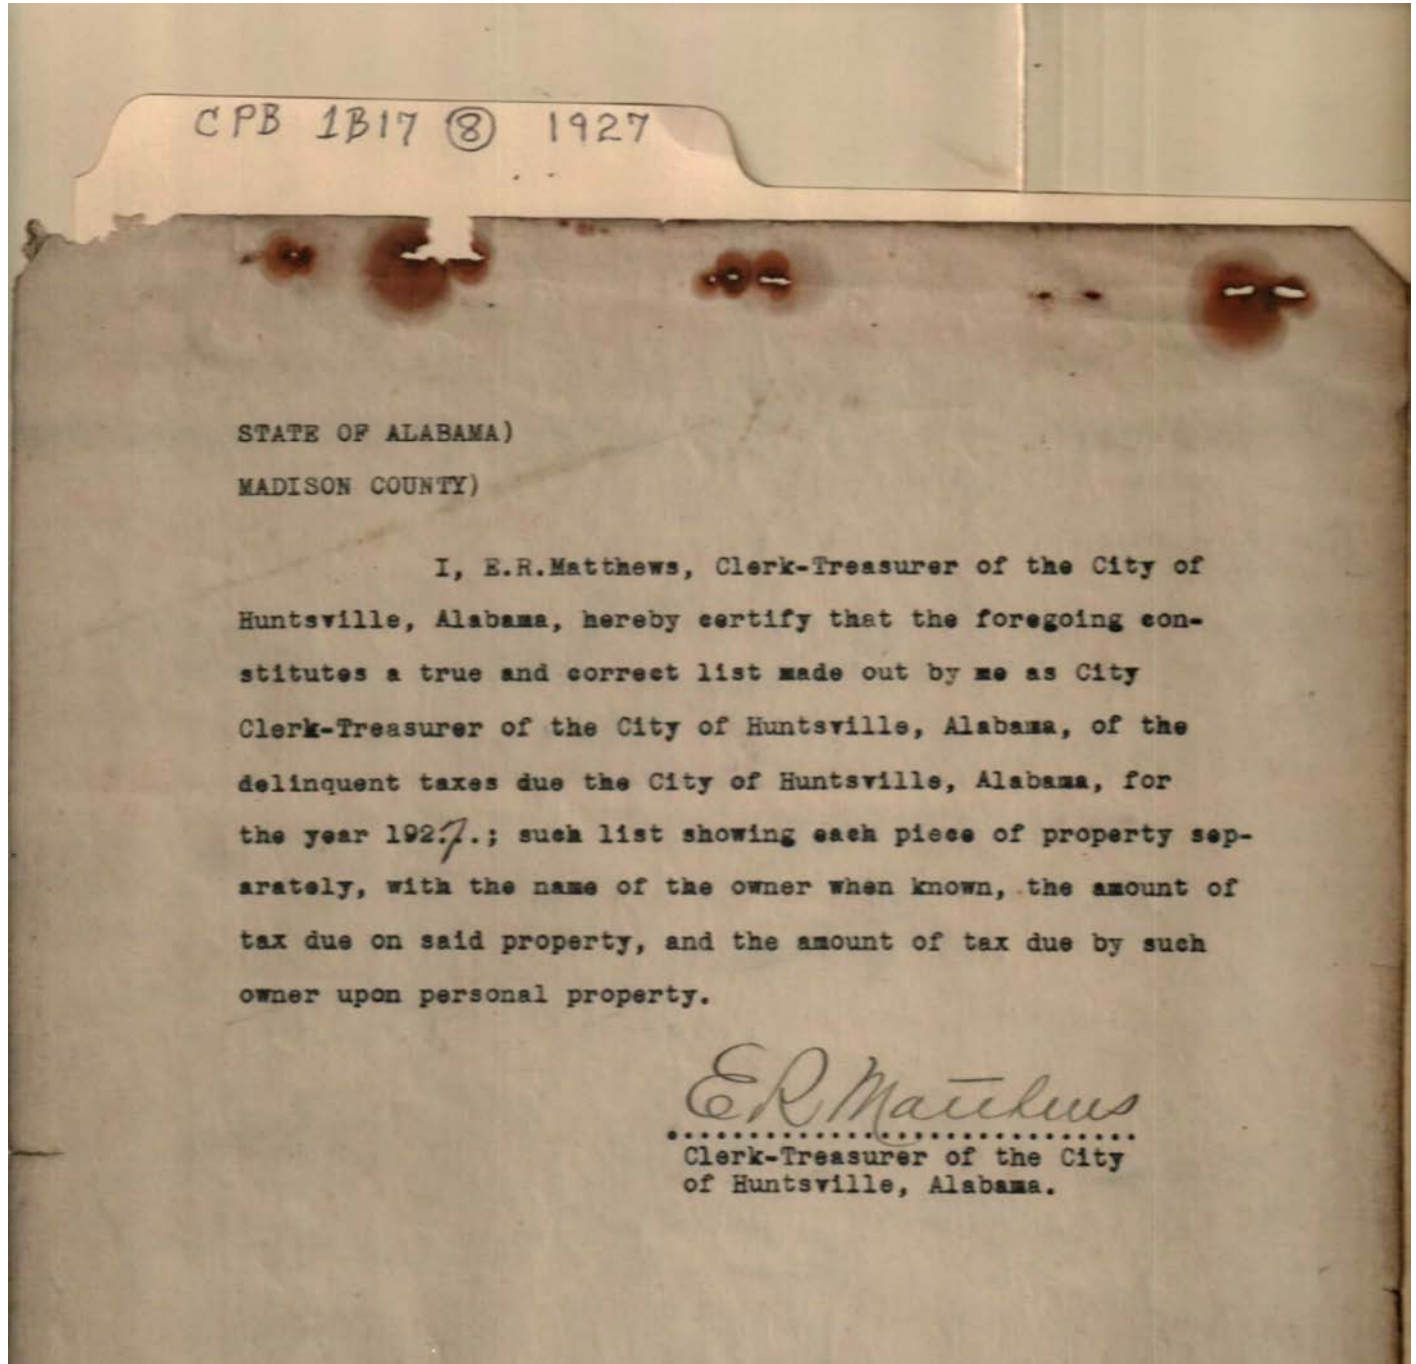 CPB 1B17 ⑧ 1927
STATE OF ALABAMA)
MADISON COUNTY)
I, E.R.Matthews, Clerk-Treasurer of the City of
Huntsville, Alabama, hereby certify that the foregoing con-
stitutes a true and correct list made out by me as City
Clerk-Treasurer of the City of Huntsville, Alabama, of the
delinquent taxes due the City of Huntsville, Alabama, for
the year 1927.; such list showing each piece of property sep-
arately, with the name of the owner when known, the amount of
tax due on said property, and the amount of tax due by such
owner upon personal property.
E R Matthews
Clerk-Treasurer of the City
of Huntsville, Alabama.